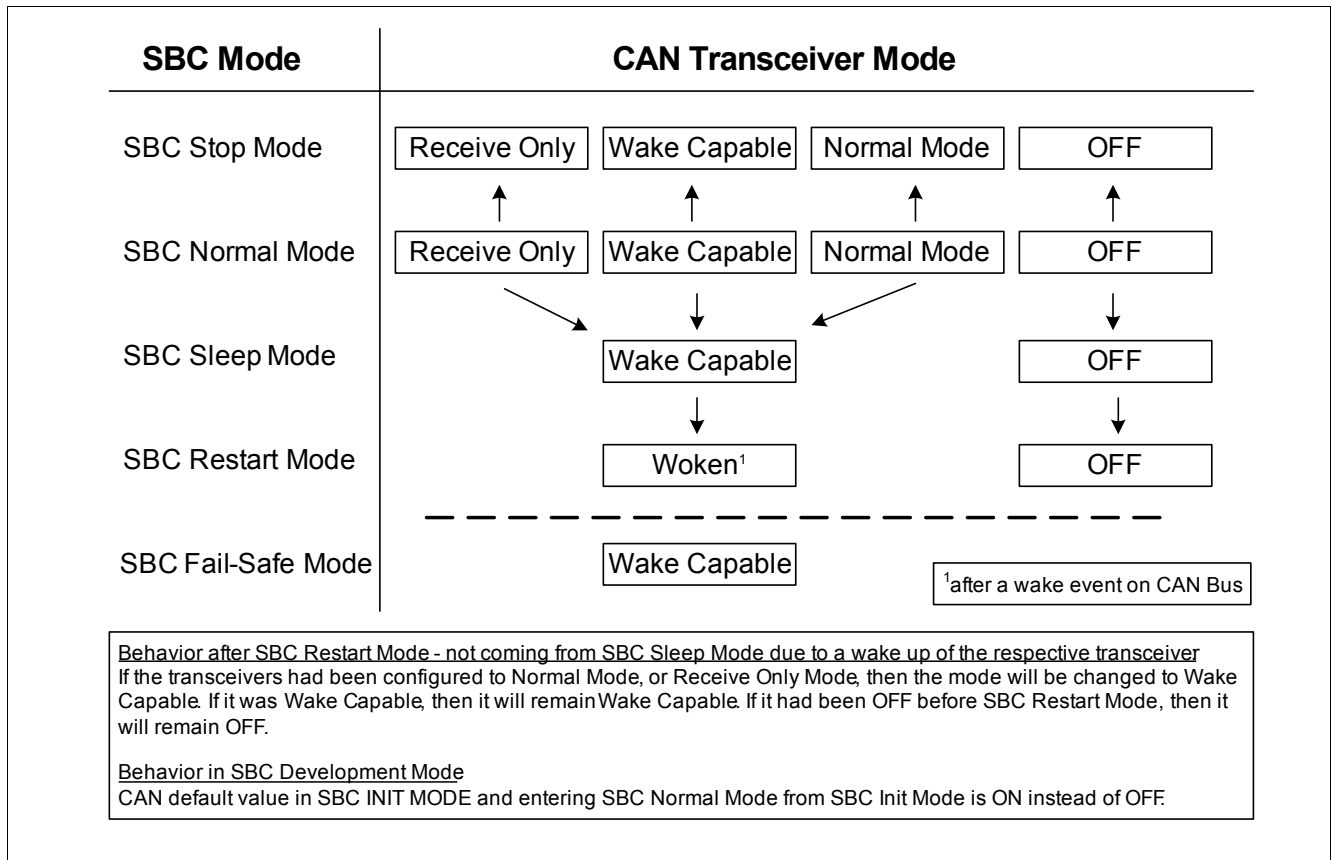 SBC Mode CAN Transceiver Mode
SBC Stop Mode Receive Only Wake Capable Normal Mode OFF
SBC Normal Mode Receive Only Wake Capable Normal Mode OFF
SBC Sleep Mode Wake Capable OFF
SBC Restart Mode Woken¹ OFF
SBC Fail-Safe Mode Wake Capable
¹after a wake event on CAN Bus
Behavior after SBC Restart Mode - not coming from SBC Sleep Mode due to a wake up of the respective transceiver
If the transceivers had been configured to Normal Mode, or Receive Only Mode, then the mode will be changed to Wake
Capable. If it was Wake Capable, then it will remain Wake Capable. If it had been OFF before SBC Restart Mode, then it
will remain OFF.
Behavior in SBC Development Mode
CAN default value in SBC INIT MODE and entering SBC Normal Mode from SBC Init Mode is ON instead of OFF.